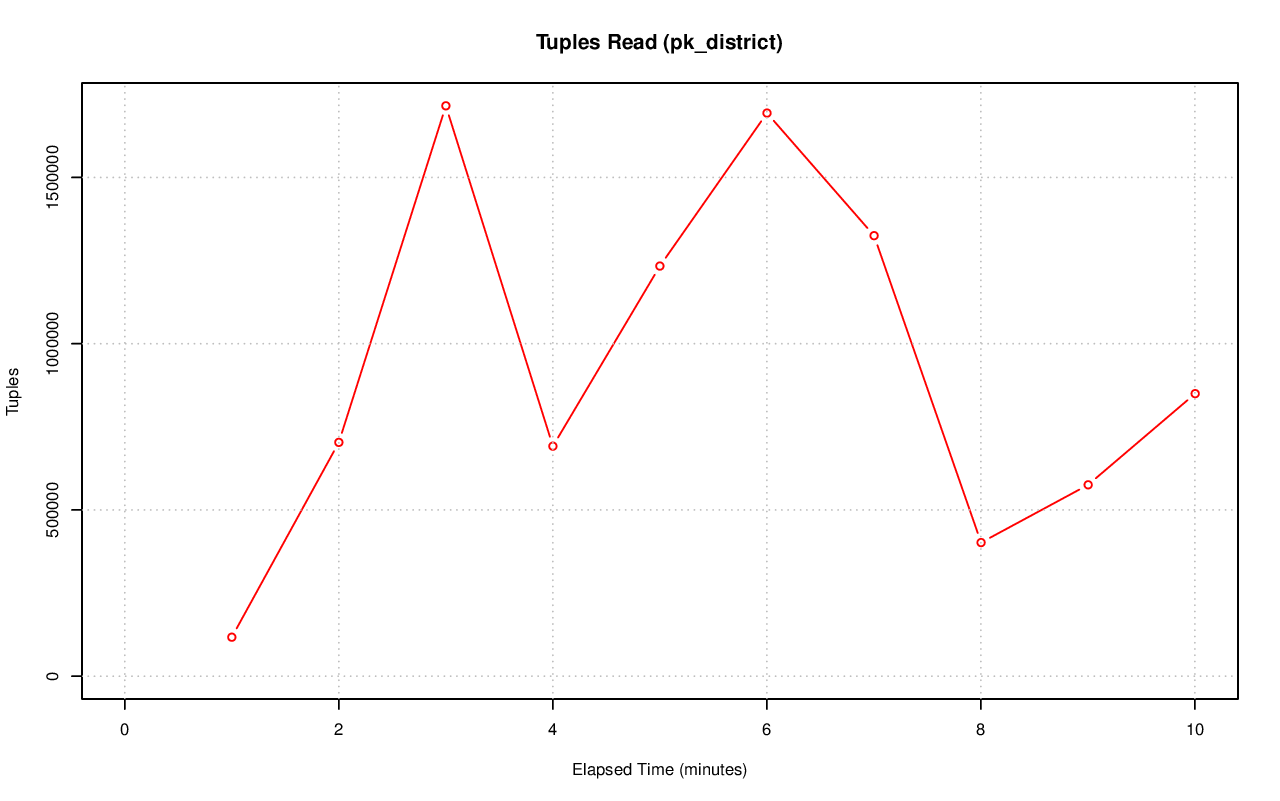 Tuples Read (pk_district)
Tuples
1500000
1000000
500000
0
0 2 4 6 8 10
Elapsed Time (minutes)